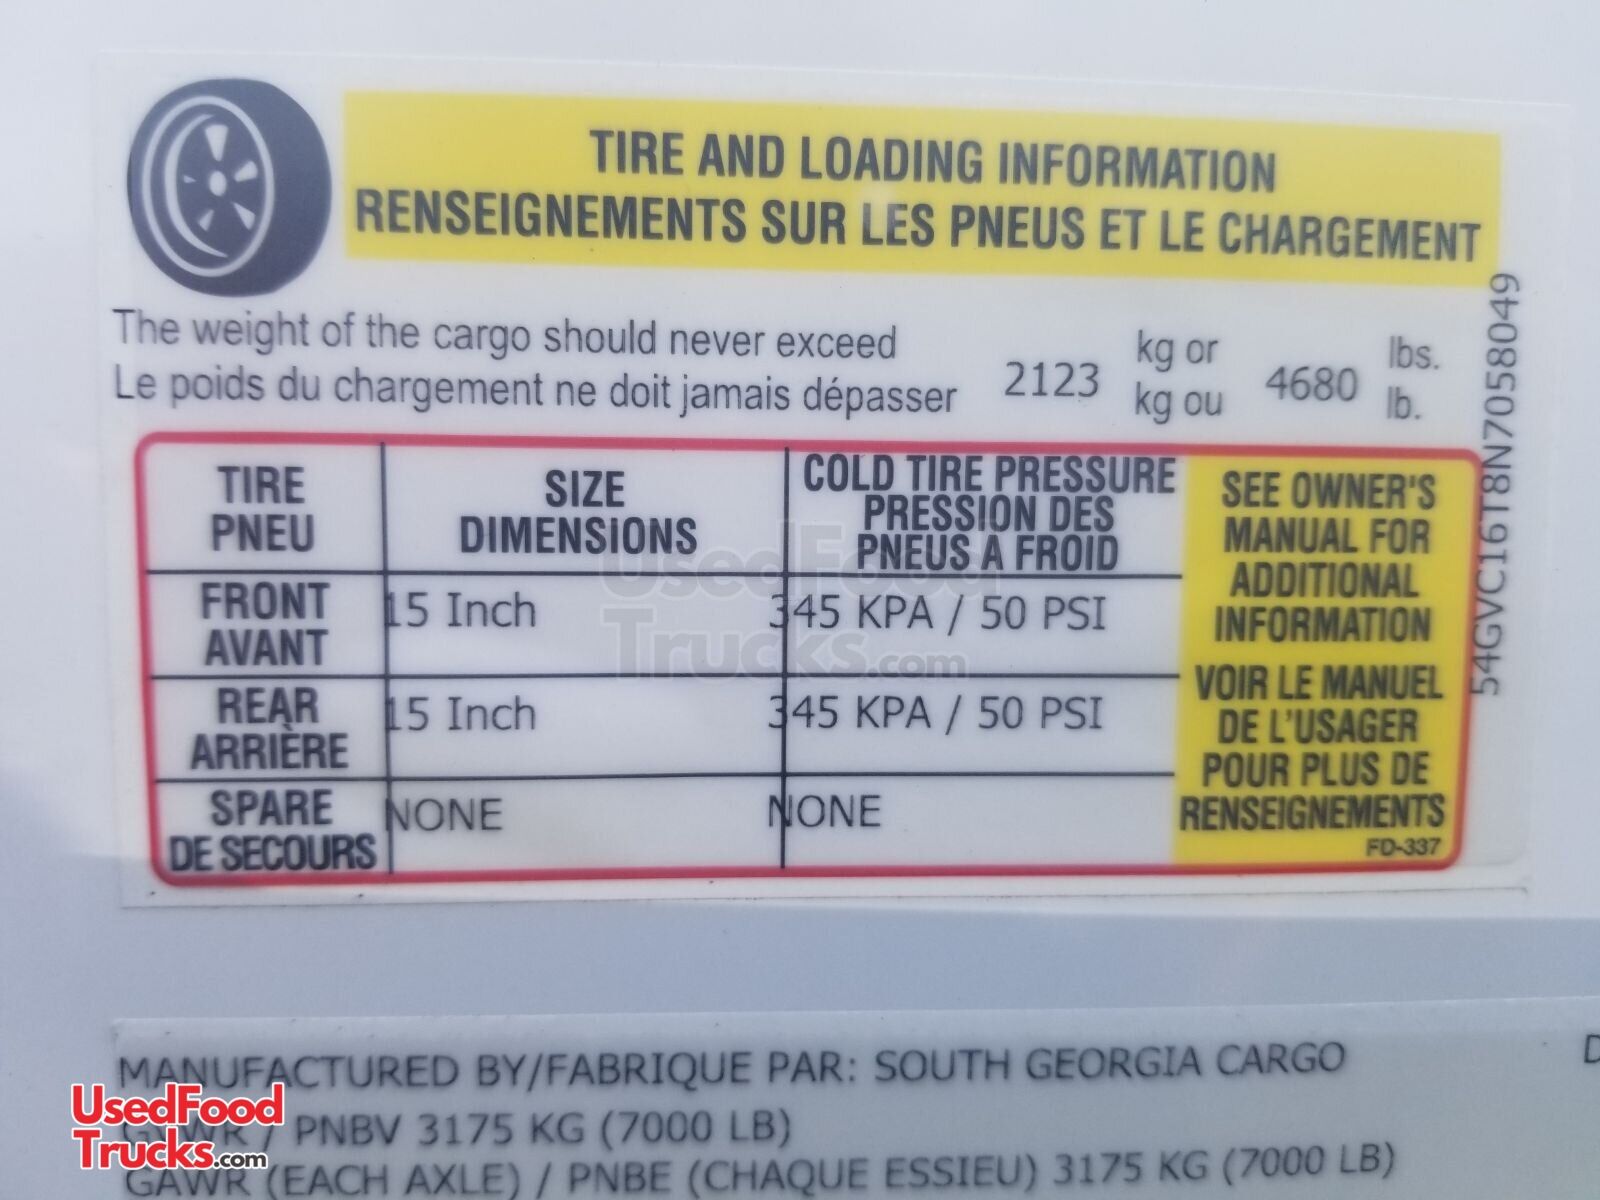 TIRE AND LOADING INFORMATION
RENSEIGNEMENTS SUR LES PNEUS ET LE CHARGEMENT
The weight of the cargo should never exceed
Le poids du chargement ne doit jamais dépasser
2123
kg or
kg ou
4680
lbs.
lb.
54GVC16T8N7058049
TIRE
PNEU
SIZE
DIMENSIONS
COLD TIRE PRESSURE
PRESSION DES
PNEUS A FROID
FRONT
AVANT
15 Inch
345 KPA / 50 PSI
REAR
ARRIÈRE
15 Inch
345 KPA / 50 PSI
SPARE
DE SECOURS
NONE
NONE
SEE OWNER'S
MANUAL FOR
ADDITIONAL
INFORMATION
VOIR LE MANUEL
DE L'USAGER
POUR PLUS DE
RENSEIGNEMENTS
FD-337
UsedFood
Trucks.com
MANUFACTURED BY/FABRIQUE PAR: SOUTH GEORGIA CARGO
D
GVWR / PNBV 3175 KG (7000 LB)
GAWR (EACH AXLE) / PNBE (CHAQUE ESSIEU) 3175 KG (7000 LB)
UsedFood
Trucks.com